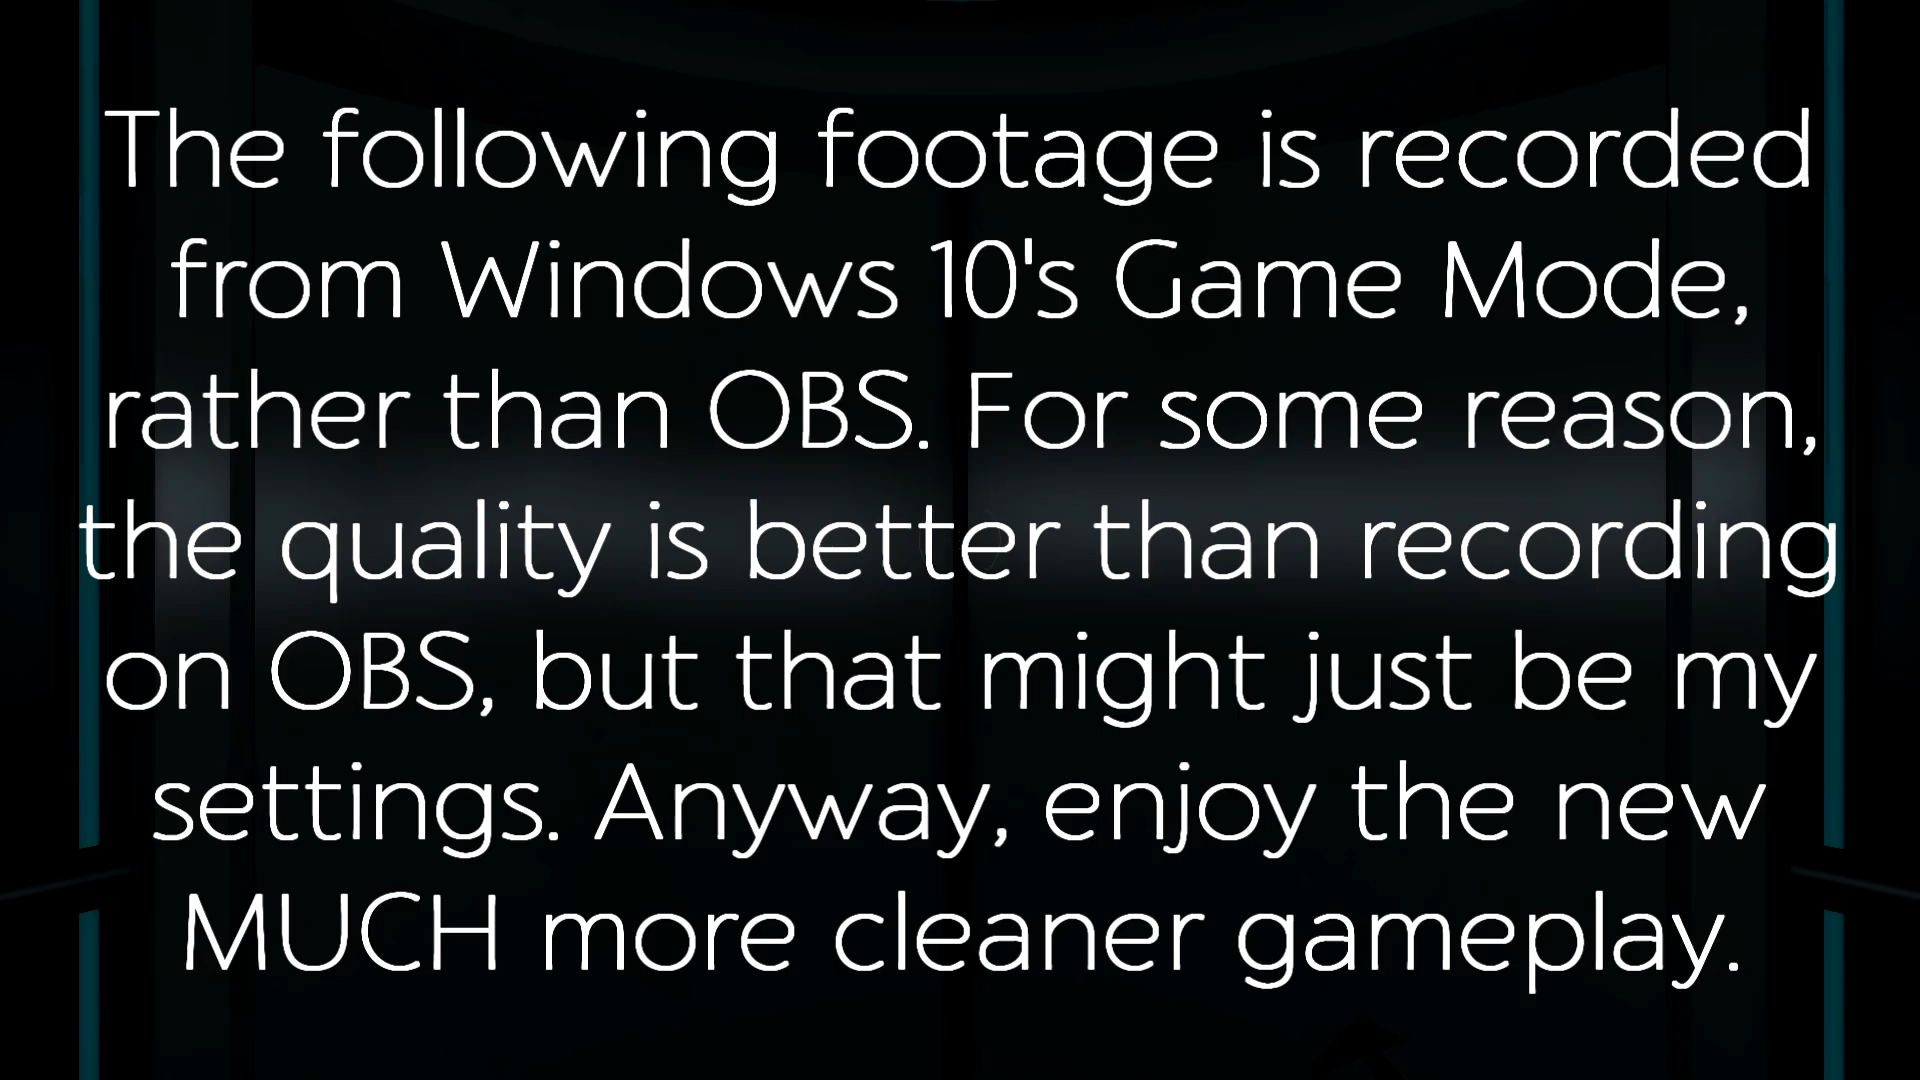 The following footage is recorded
from Windows 10's Game Mode,
rather than OBS. For some reason,
the quality is better than recording
on OBS, but that might just be my
settings. Anyway, enjoy the new
MUCH more cleaner gameplay.